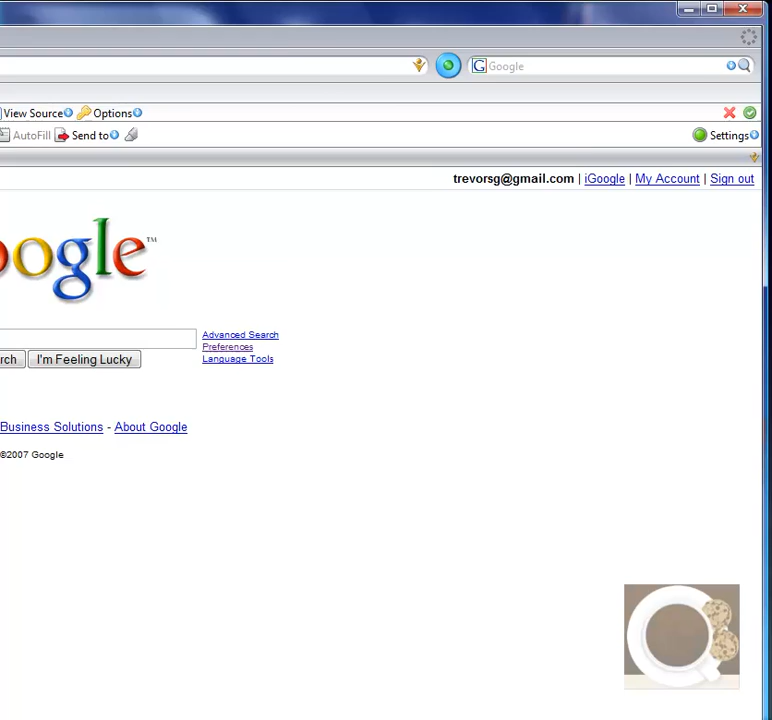 Google
View Source Options
AutoFill Send to Settings
trevorsg@gmail.com | iGoogle | My Account | Sign out
oogle™
Advanced Search
Preferences
Language Tools
rch I'm Feeling Lucky
Business Solutions - About Google
©2007 Google